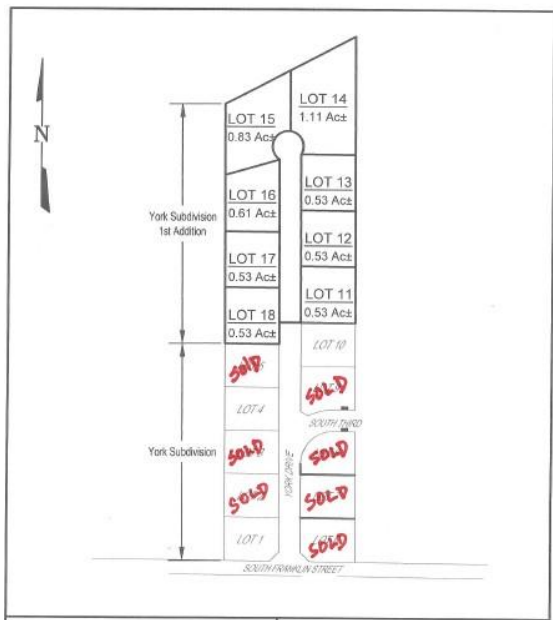 N
LOT 14
1.11 Ac±
LOT 15
0.83 Ac±
LOT 13
0.53 Ac±
LOT 16
0.61 Ac±
York Subdivision
1st Addition
LOT 12
0.53 Ac±
LOT 17
0.53 Ac±
LOT 11
0.53 Ac±
LOT 18
0.53 Ac±
LOT 10
SOLD
SOLD
LOT 4
SOUTH THIRD
York Subdivision
SOLD
YORK DRIVE
SOLD
SOLD
SOLD
LOT 1
SOLD
SOUTH FRANKLIN STREET